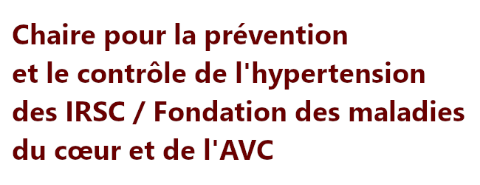 Chaire pour la prévention
et le contrôle de l'hypertension
des IRSC / Fondation des maladies
du cœur et de l'AVC